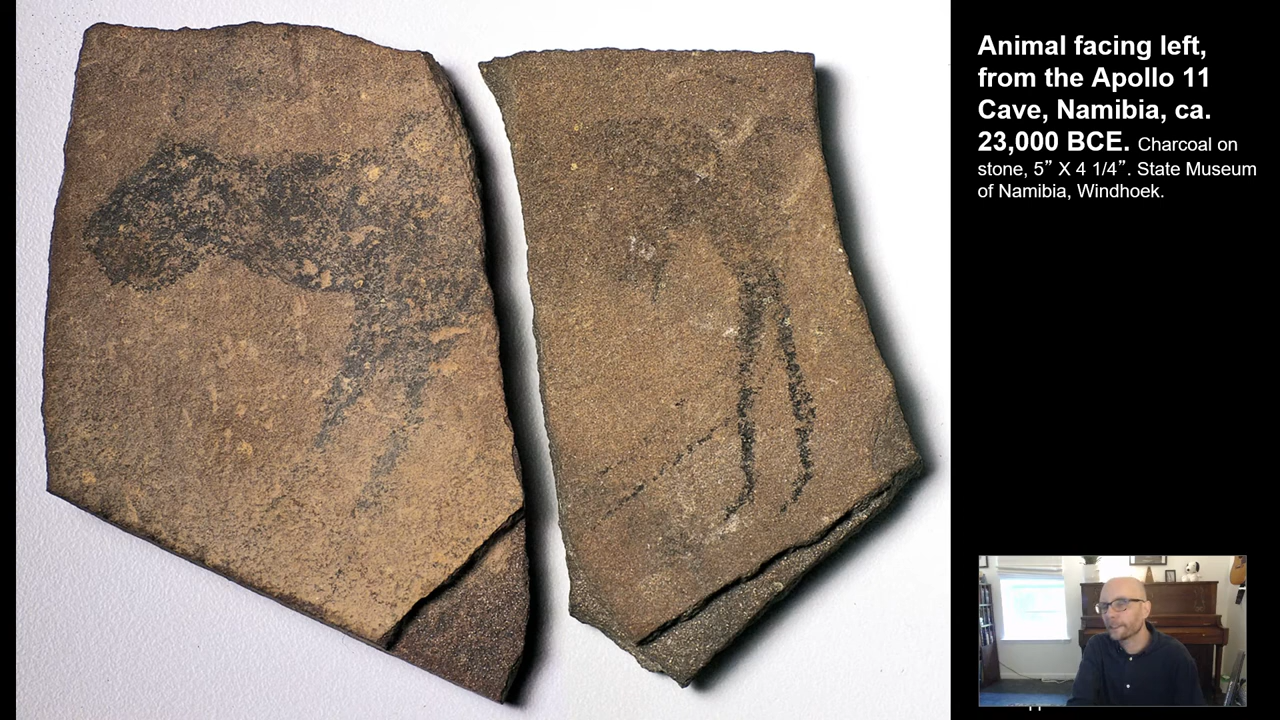 Animal facing left,
from the Apollo 11
Cave, Namibia, ca.
23,000 BCE. Charcoal on
stone, 5” X 4 1/4”. State Museum
of Namibia, Windhoek.